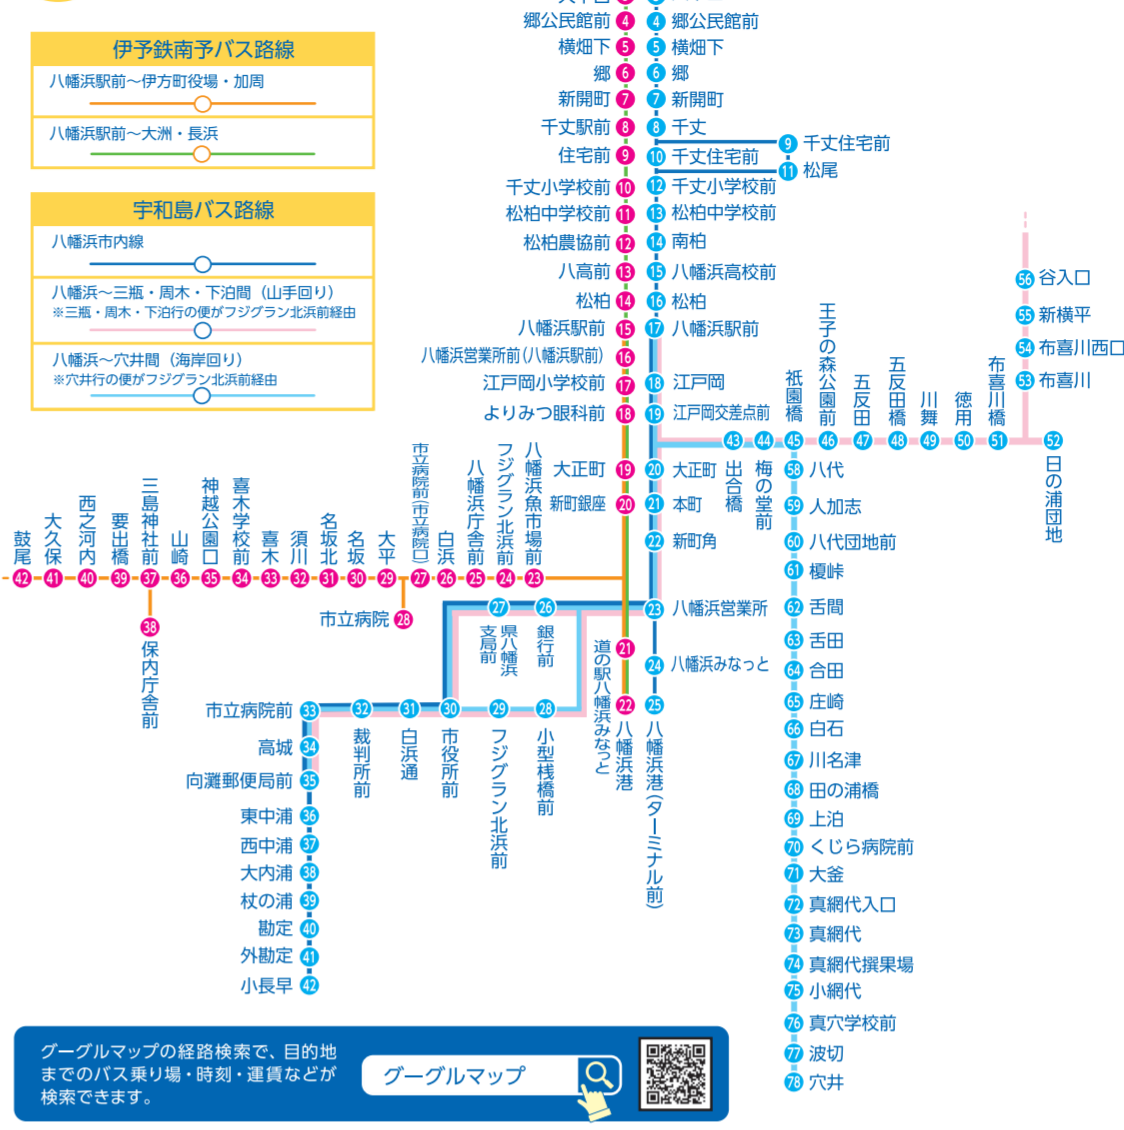 伊予鉄南予バス路線
八幡浜駅前～伊方町役場・加周
八幡浜駅前～大洲・長浜
宇和島バス路線
八幡浜市内線
八幡浜～三瓶・周木・下泊間（山手回り）
※三瓶・周木・下泊行の便がフジグラン北浜前経由
八幡浜～穴井間（海岸回り）
※穴井行の便がフジグラン北浜前経由
郷公民館前 4
横畑下 5
郷 6
新開町 7
千丈駅前 8
住宅前 9
千丈小学校前 10
松柏中学校前 11
松柏農協前 12
八高前 13
松柏 14
八幡浜駅前 15
八幡浜営業所前(八幡浜駅前) 16
江戸岡小学校前 17
よりみつ眼科前 18
大正町 19
新町銀座 20
道の駅八幡浜みなっと 21
22 八幡浜港
23 八幡浜魚市場前
24 フジグラン北浜前
25 八幡浜庁舎前
26 白浜
27 市立病院前(市立病院口)
市立病院 28
29 大平
30 名坂
31 名坂北
32 須川
33 喜木
34 喜木学校前
35 神越公園口
36 山崎
37 三島神社前
38 保内庁舎前
39 要出橋
40 西之河内
41 大久保
42 鼓尾
4 郷公民館前
5 横畑下
6 郷
7 新開町
8 千丈
9 千丈住宅前
10 千丈住宅前
11 松尾
12 千丈小学校前
13 松柏中学校前
14 南柏
15 八幡浜高校前
16 松柏
17 八幡浜駅前
18 江戸岡
19 江戸岡交差点前
20 大正町
21 本町
22 新町角
23 八幡浜営業所
24 八幡浜みなっと
25 八幡浜港(ターミナル前)
26 銀行前
27 県八幡浜
支局前
28 小型桟橋前
29 フジグラン北浜前
30 市役所前
31 白浜通
32 裁判所前
市立病院前 33
高城 34
向灘郵便局前 35
東中浦 36
西中浦 37
大内浦 38
杖の浦 39
勘定 40
外勘定 41
小長早 42
43 出合橋
44 梅の堂前
45 祇園橋
46 王子の森公園前
47 五反田
48 五反田橋
49 川舞
50 徳用
51 布喜川橋
52 日の浦団地
53 布喜川
54 布喜川西口
55 新横平
56 谷入口
58 八代
59 人加志
60 八代団地前
61 榎峠
62 舌間
63 舌田
64 合田
65 庄崎
66 白石
67 川名津
68 田の浦橋
69 上泊
70 くじら病院前
71 大釜
72 真網代入口
73 真網代
74 真網代撰果場
75 小網代
76 真穴学校前
77 波切
78 穴井
グーグルマップの経路検索で、目的地
までのバス乗り場・時刻・運賃などが
検索できます。
グーグルマップ